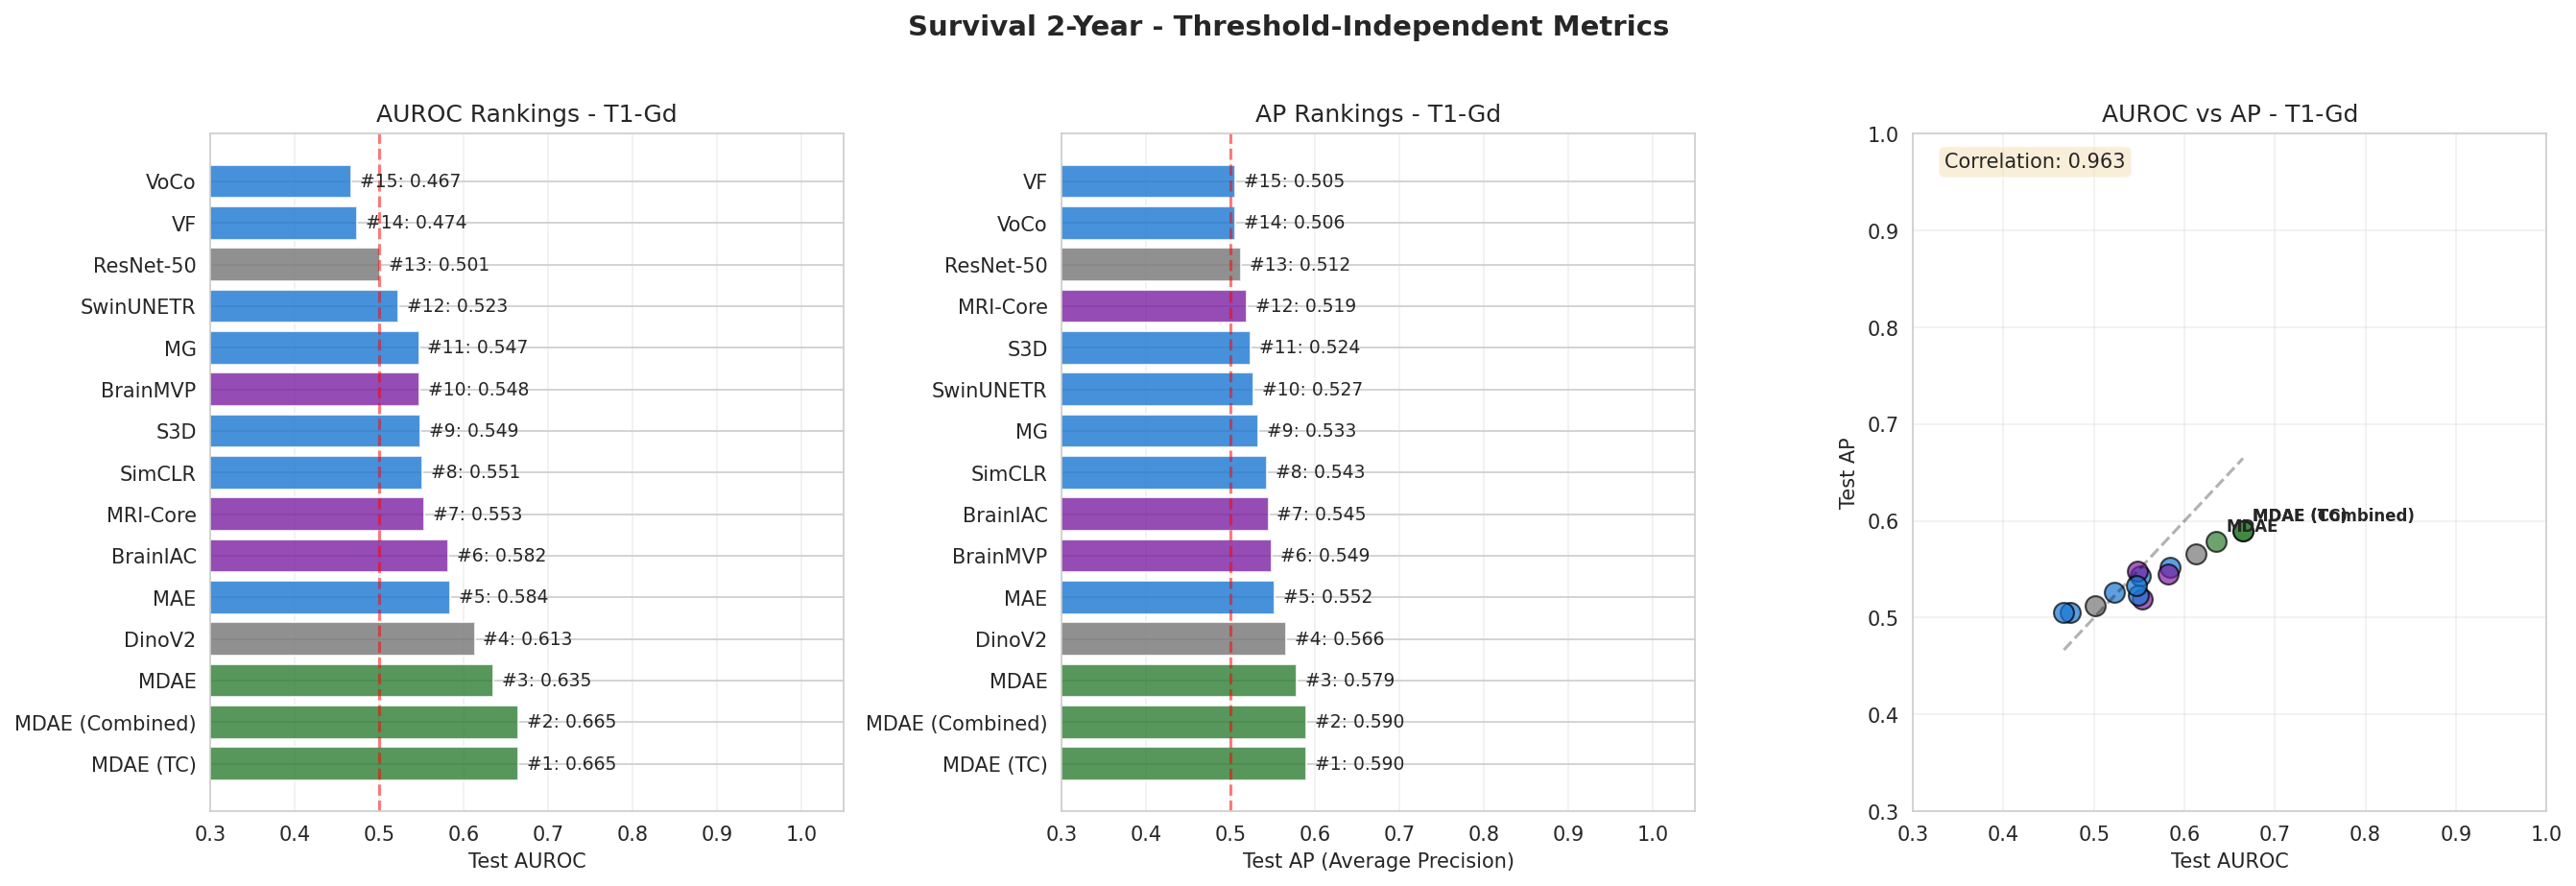 Survival 2-Year - Threshold-Independent Metrics
AUROC Rankings - T1-Gd
VoCo #15: 0.467
VF #14: 0.474
ResNet-50 #13: 0.501
SwinUNETR #12: 0.523
MG #11: 0.547
BrainMVP #10: 0.548
S3D #9: 0.549
SimCLR #8: 0.551
MRI-Core #7: 0.553
BrainIAC #6: 0.582
MAE #5: 0.584
DinoV2 #4: 0.613
MDAE #3: 0.635
MDAE (Combined) #2: 0.665
MDAE (TC) #1: 0.665
0.3 0.4 0.5 0.6 0.7 0.8 0.9 1.0
Test AUROC
AP Rankings - T1-Gd
VF #15: 0.505
VoCo #14: 0.506
ResNet-50 #13: 0.512
MRI-Core #12: 0.519
S3D #11: 0.524
SwinUNETR #10: 0.527
MG #9: 0.533
SimCLR #8: 0.543
BrainIAC #7: 0.545
BrainMVP #6: 0.549
MAE #5: 0.552
DinoV2 #4: 0.566
MDAE #3: 0.579
MDAE (Combined) #2: 0.590
MDAE (TC) #1: 0.590
0.3 0.4 0.5 0.6 0.7 0.8 0.9 1.0
Test AP (Average Precision)
AUROC vs AP - T1-Gd
Correlation: 0.963
1.0
0.9
0.8
0.7
0.6
0.5
0.4
0.3
Test AP
MDAE (Combined)
MDAE (TC)
MDAE
0.3 0.4 0.5 0.6 0.7 0.8 0.9 1.0
Test AUROC